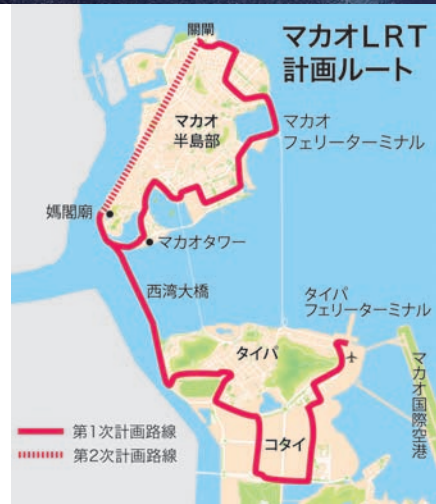 マカオLRT
計画ルート
關閘
マカオ
半島部
マカオ
フェリーターミナル
媽閣廟
マカオタワー
西湾大橋
タイパ
フェリーターミナル
タイパ
マカオ国際空港
コタイ
第1次計画路線
第2次計画路線